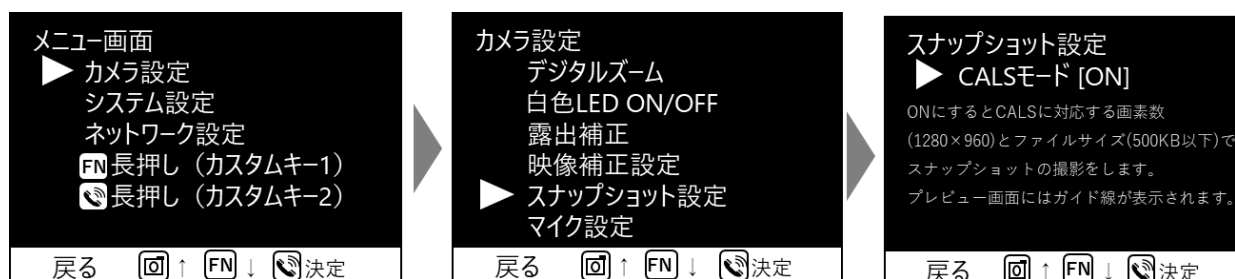 メニュー画面
カメラ設定
システム設定
ネットワーク設定
FN長押し（カスタムキー1）
長押し（カスタムキー2）
戻る ↑ FN ↓ 決定
カメラ設定
デジタルズーム
白色LED ON/OFF
露出補正
映像補正設定
スナップショット設定
マイク設定
戻る ↑ FN ↓ 決定
スナップショット設定
CALSモード [ON]
ONにするとCALSに対応する画素数
(1280×960)とファイルサイズ(500KB以下)で
スナップショットの撮影をします。
プレビュー画面にはガイド線が表示されます。
戻る ↑ FN ↓ 決定